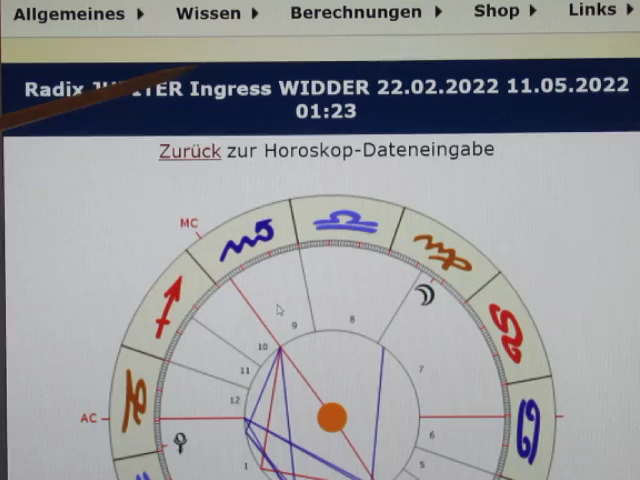 Allgemeines Wissen Berechnungen Shop Links
Radix Ingress WIDDER 22.02.2022 11.05.2022
01:23
Zurück zur Horoskop-Dateneingabe
MC
8
9
10
7
11
12
AC
6
1
5